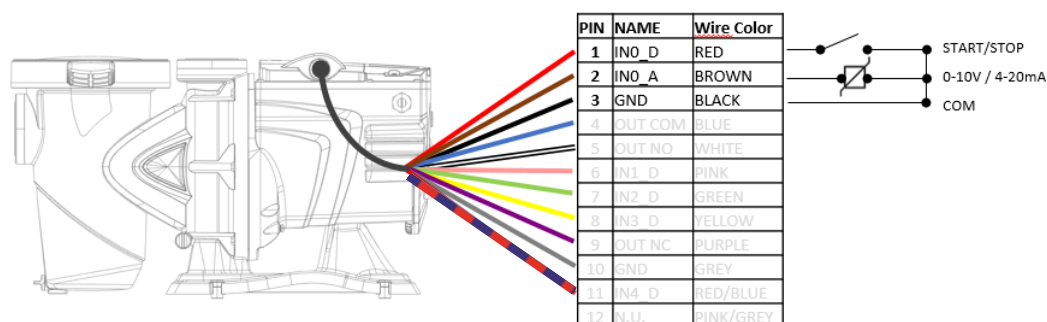 PIN NAME Wire Color
1 IN0_D RED START/STOP
2 IN0_A BROWN 0-10V / 4-20mA
3 GND BLACK COM
4 OUT COM BLUE
5 OUT NO WHITE
6 IN1_D PINK
7 IN2_D GREEN
8 IN3_D YELLOW
9 OUT NC PURPLE
10 GND GREY
11 IN4_D RED/BLUE
12 N.U. PINK/GREY